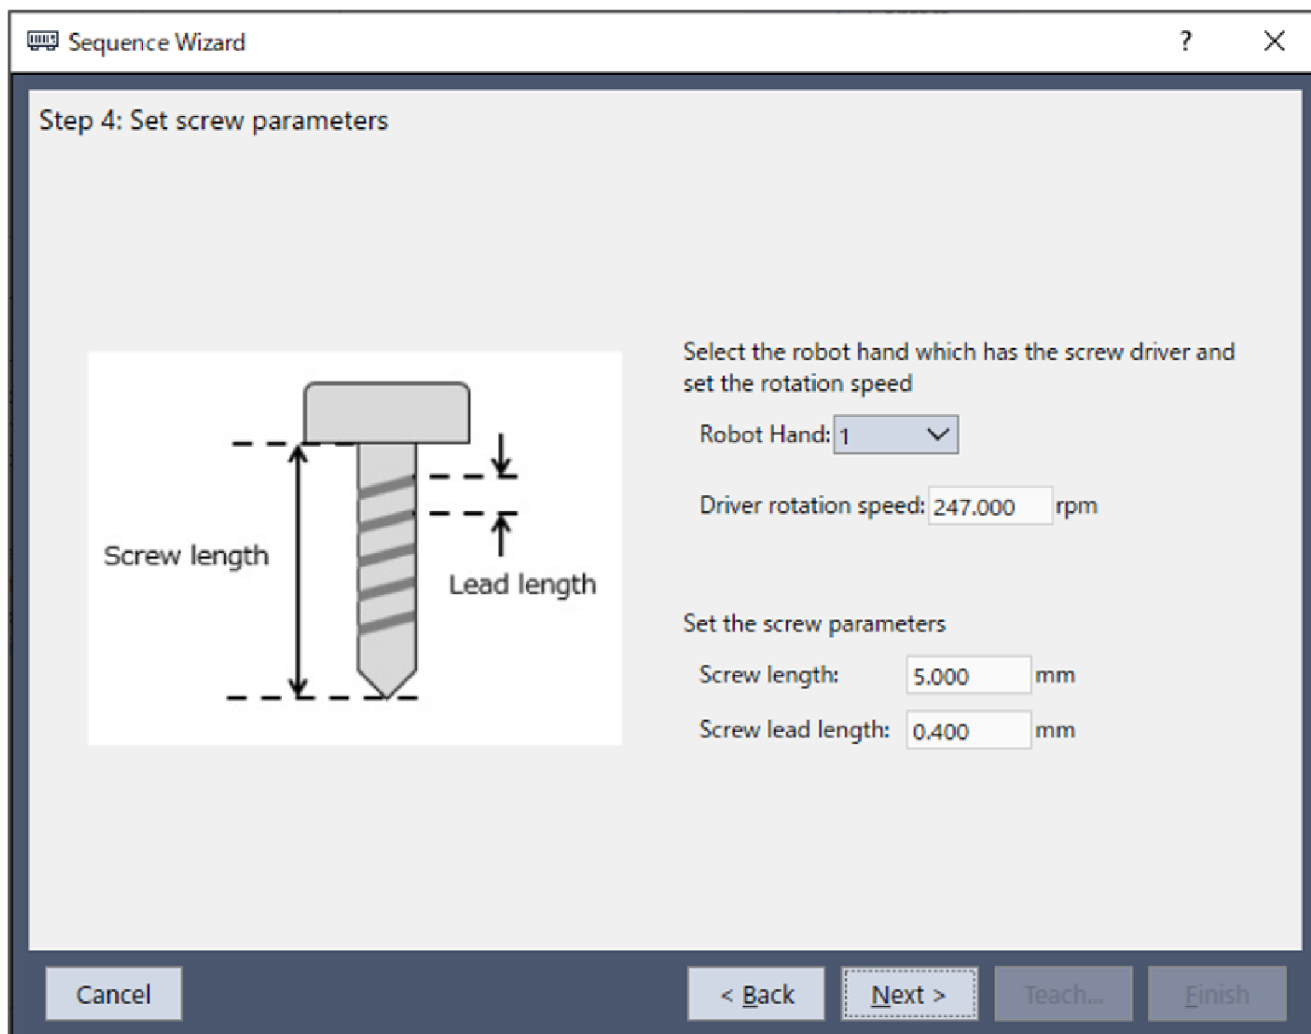 Sequence Wizard
?
Step 4: Set screw parameters
Select the robot hand which has the screw driver and
set the rotation speed
Robot Hand: 1
Driver rotation speed: 247.000 rpm
Screw length
Lead length
Set the screw parameters
Screw length: 5.000 mm
Screw lead length: 0.400 mm
Cancel
< Back
Next >
Teach...
Finish